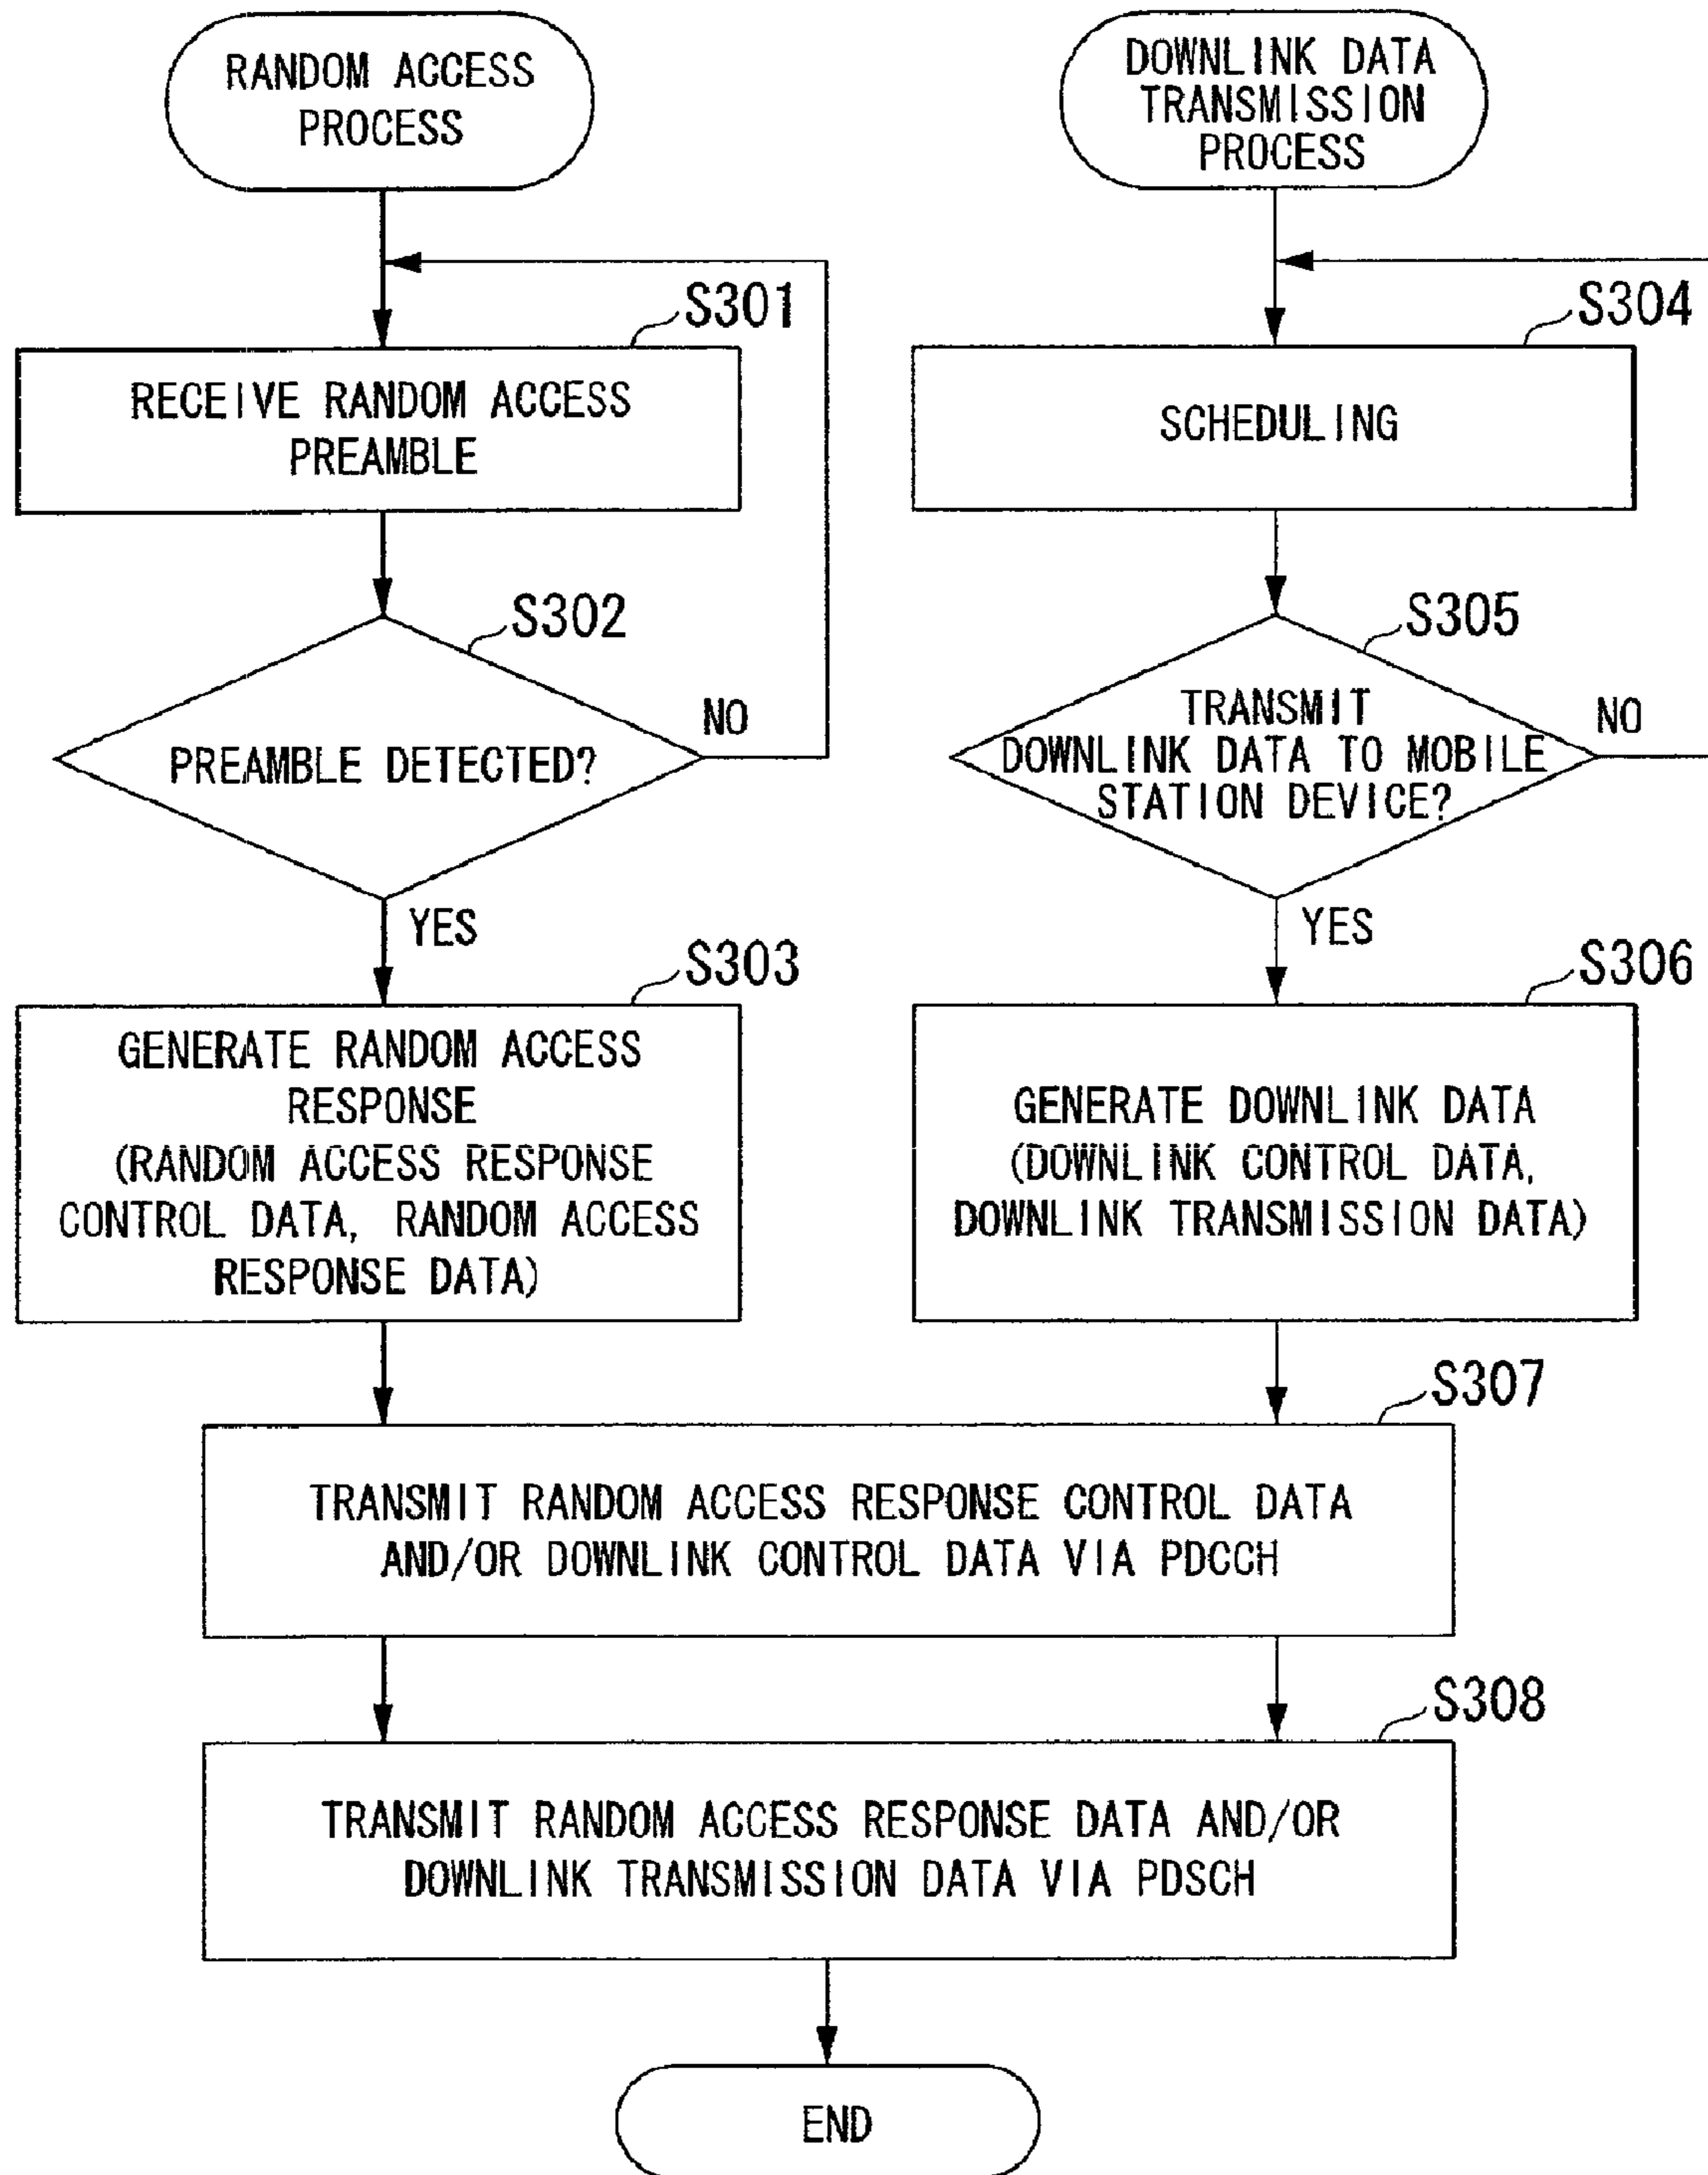 RANDOM ACCESS
PROCESS
S301
RECEIVE RANDOM ACCESS
PREAMBLE
S302
PREAMBLE DETECTED?
NO
YES
S303
GENERATE RANDOM ACCESS
RESPONSE
(RANDOM ACCESS RESPONSE
CONTROL DATA, RANDOM ACCESS
RESPONSE DATA)
DOWNLINK DATA
TRANSMISSION
PROCESS
S304
SCHEDULING
S305
TRANSMIT
DOWNLINK DATA TO MOBILE
STATION DEVICE?
NO
YES
S306
GENERATE DOWNLINK DATA
(DOWNLINK CONTROL DATA,
DOWNLINK TRANSMISSION DATA)
S307
TRANSMIT RANDOM ACCESS RESPONSE CONTROL DATA
AND/OR DOWNLINK CONTROL DATA VIA PDCCH
S308
TRANSMIT RANDOM ACCESS RESPONSE DATA AND/OR
DOWNLINK TRANSMISSION DATA VIA PDSCH
END